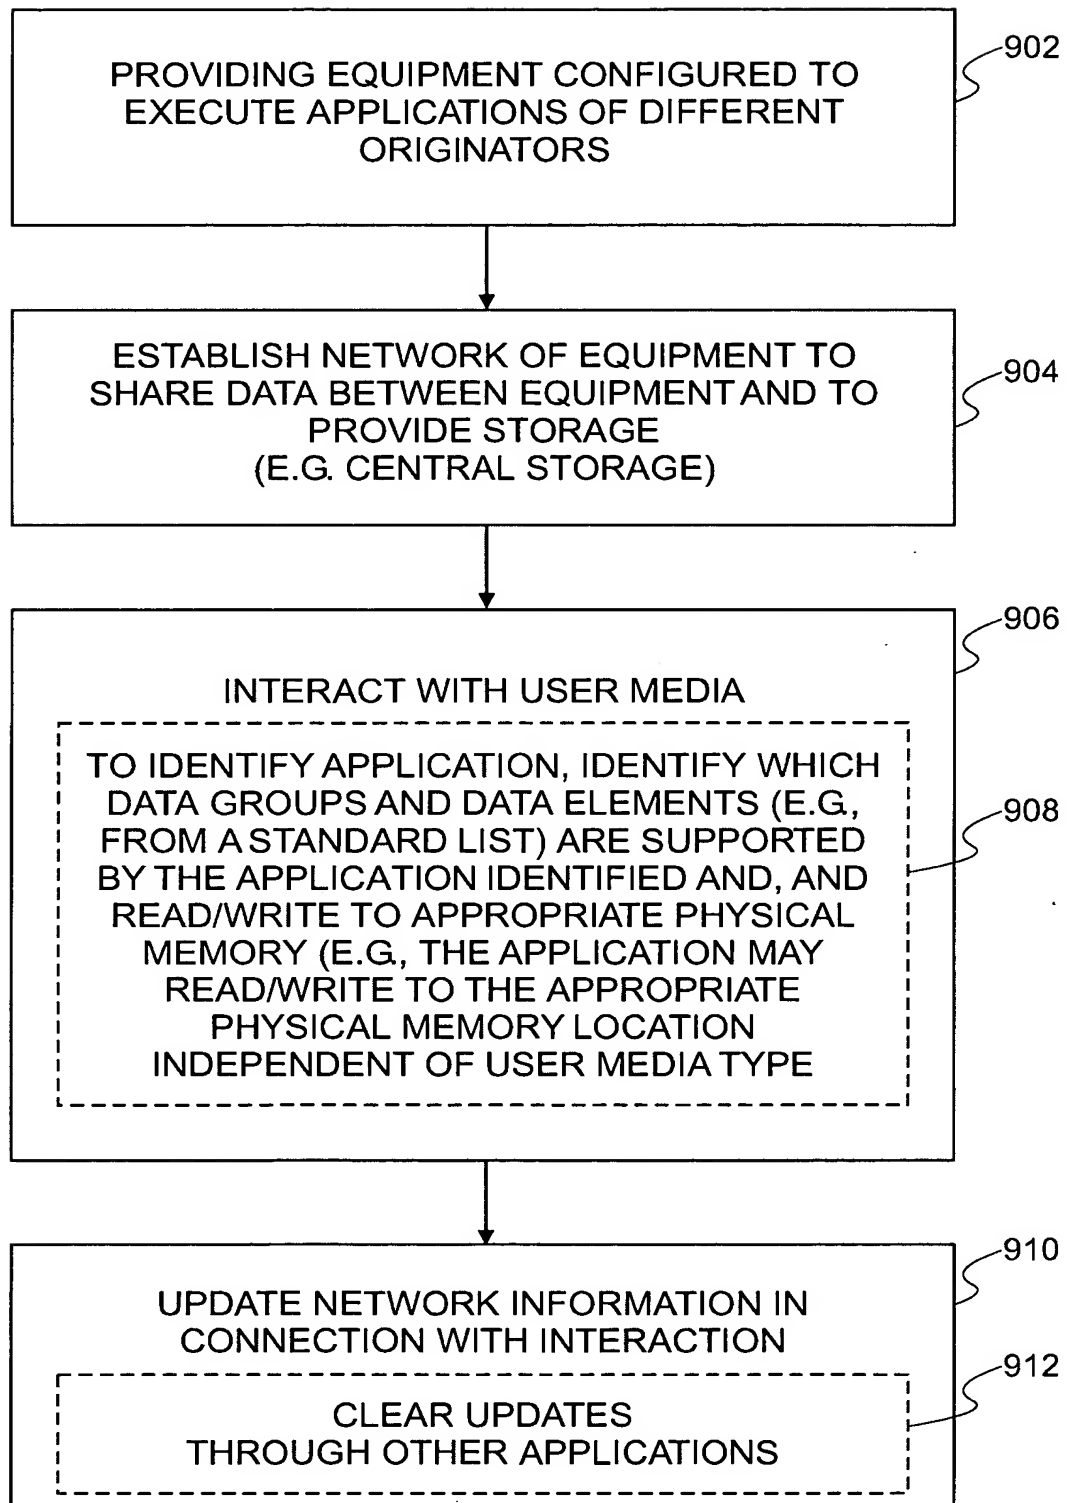 PROVIDING EQUIPMENT CONFIGURED TO
EXECUTE APPLICATIONS OF DIFFERENT
ORIGINATORS
902
ESTABLISH NETWORK OF EQUIPMENT TO
SHARE DATA BETWEEN EQUIPMENT AND TO
PROVIDE STORAGE
(E.G. CENTRAL STORAGE)
904
906
INTERACT WITH USER MEDIA
TO IDENTIFY APPLICATION, IDENTIFY WHICH
DATA GROUPS AND DATA ELEMENTS (E.G.,
FROM A STANDARD LIST) ARE SUPPORTED
BY THE APPLICATION IDENTIFIED AND, AND
READ/WRITE TO APPROPRIATE PHYSICAL
MEMORY (E.G., THE APPLICATION MAY
READ/WRITE TO THE APPROPRIATE
PHYSICAL MEMORY LOCATION
INDEPENDENT OF USER MEDIA TYPE
908
910
UPDATE NETWORK INFORMATION IN
CONNECTION WITH INTERACTION
912
CLEAR UPDATES
THROUGH OTHER APPLICATIONS